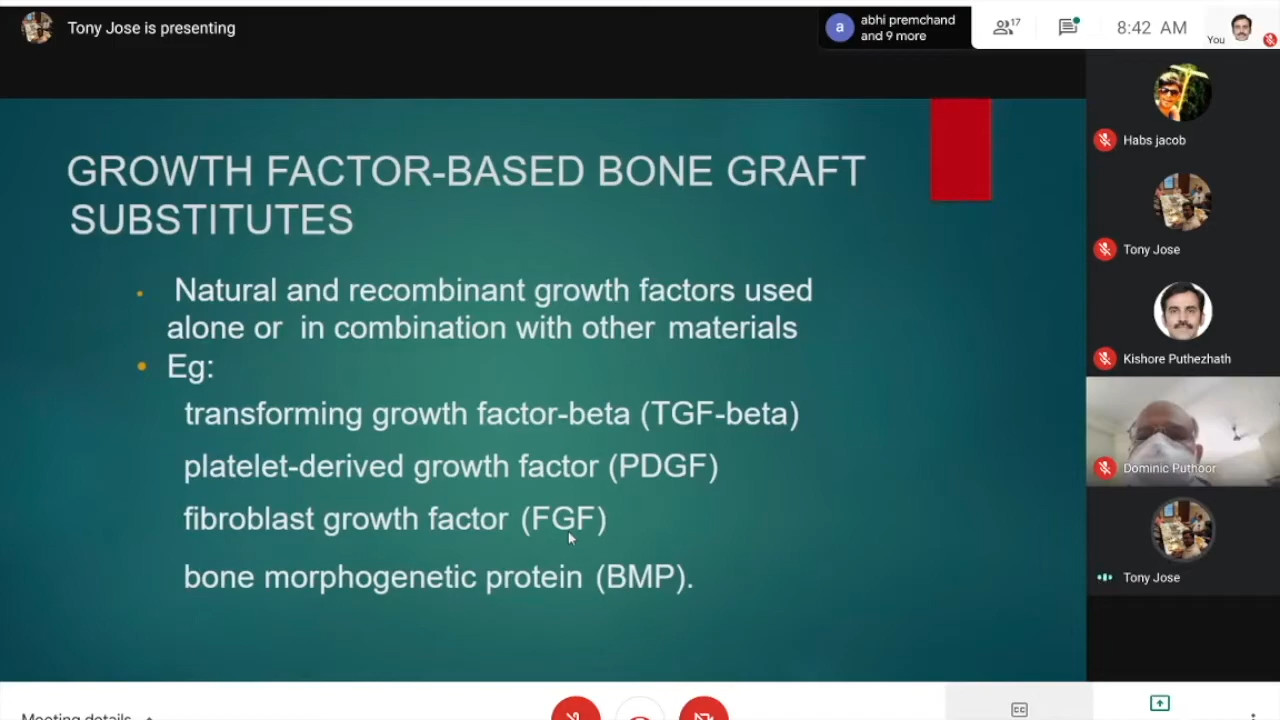 Tony Jose is presenting
a
abhi premchand
and 9 more
17
8:42 AM
You
GROWTH FACTOR-BASED BONE GRAFT
SUBSTITUTES
• Natural and recombinant growth factors used
alone or in combination with other materials
• Eg:
transforming growth factor-beta (TGF-beta)
platelet-derived growth factor (PDGF)
fibroblast growth factor (FGF)
bone morphogenetic protein (BMP).
Habs jacob
Tony Jose
Kishore Puthezhath
Dominic Puthoor
Tony Jose
Meeting details
CC